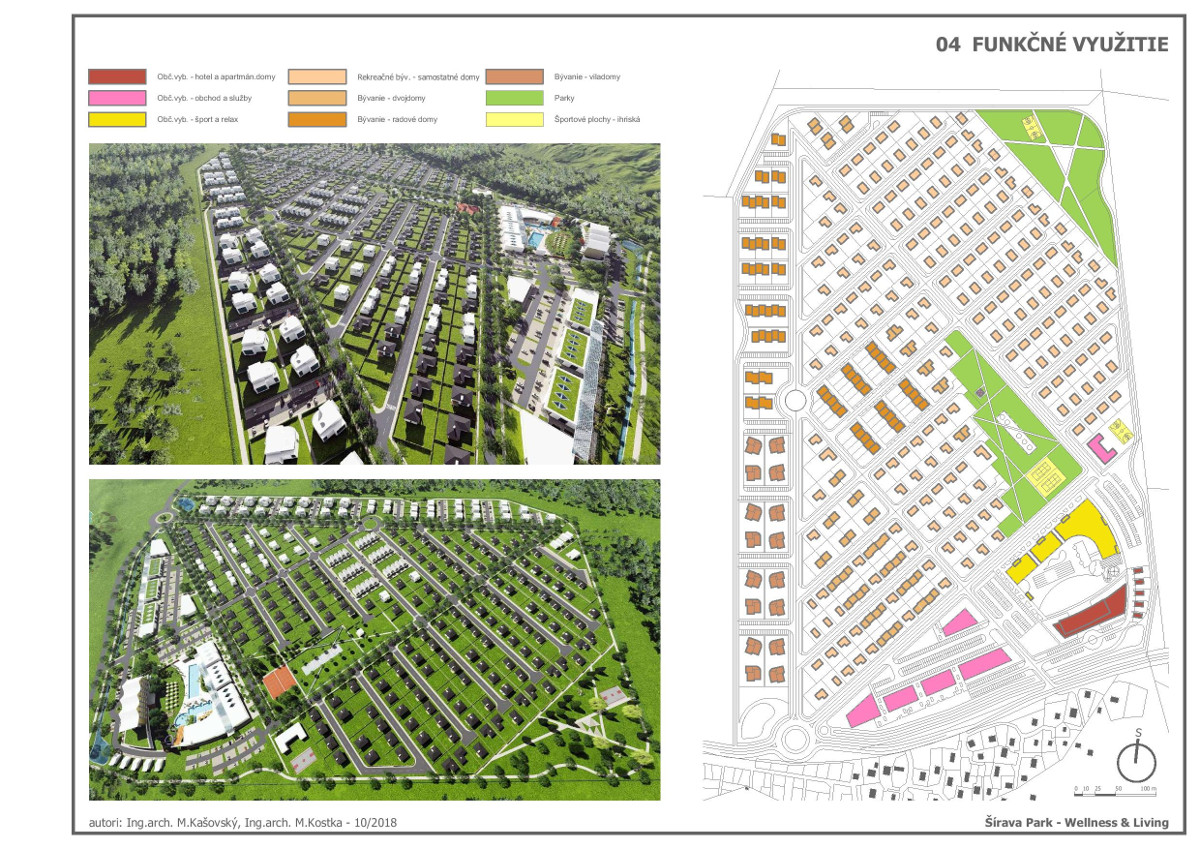 04 FUNKČNÉ VYUŽITIE
Obč.vyb. - hotel a apartmán.domy
Rekreačné býv. - samostatné domy
Bývanie - viladomy
Obč.vyb. - obchod a služby
Bývanie - dvojdomy
Parky
Obč.vyb. - šport a relax
Bývanie - radové domy
Športové plochy - ihriská
S
0 10 25 50 100 m
autori: Ing.arch. M.Kašovský, Ing.arch. M.Kostka - 10/2018
Šírava Park - Wellness & Living